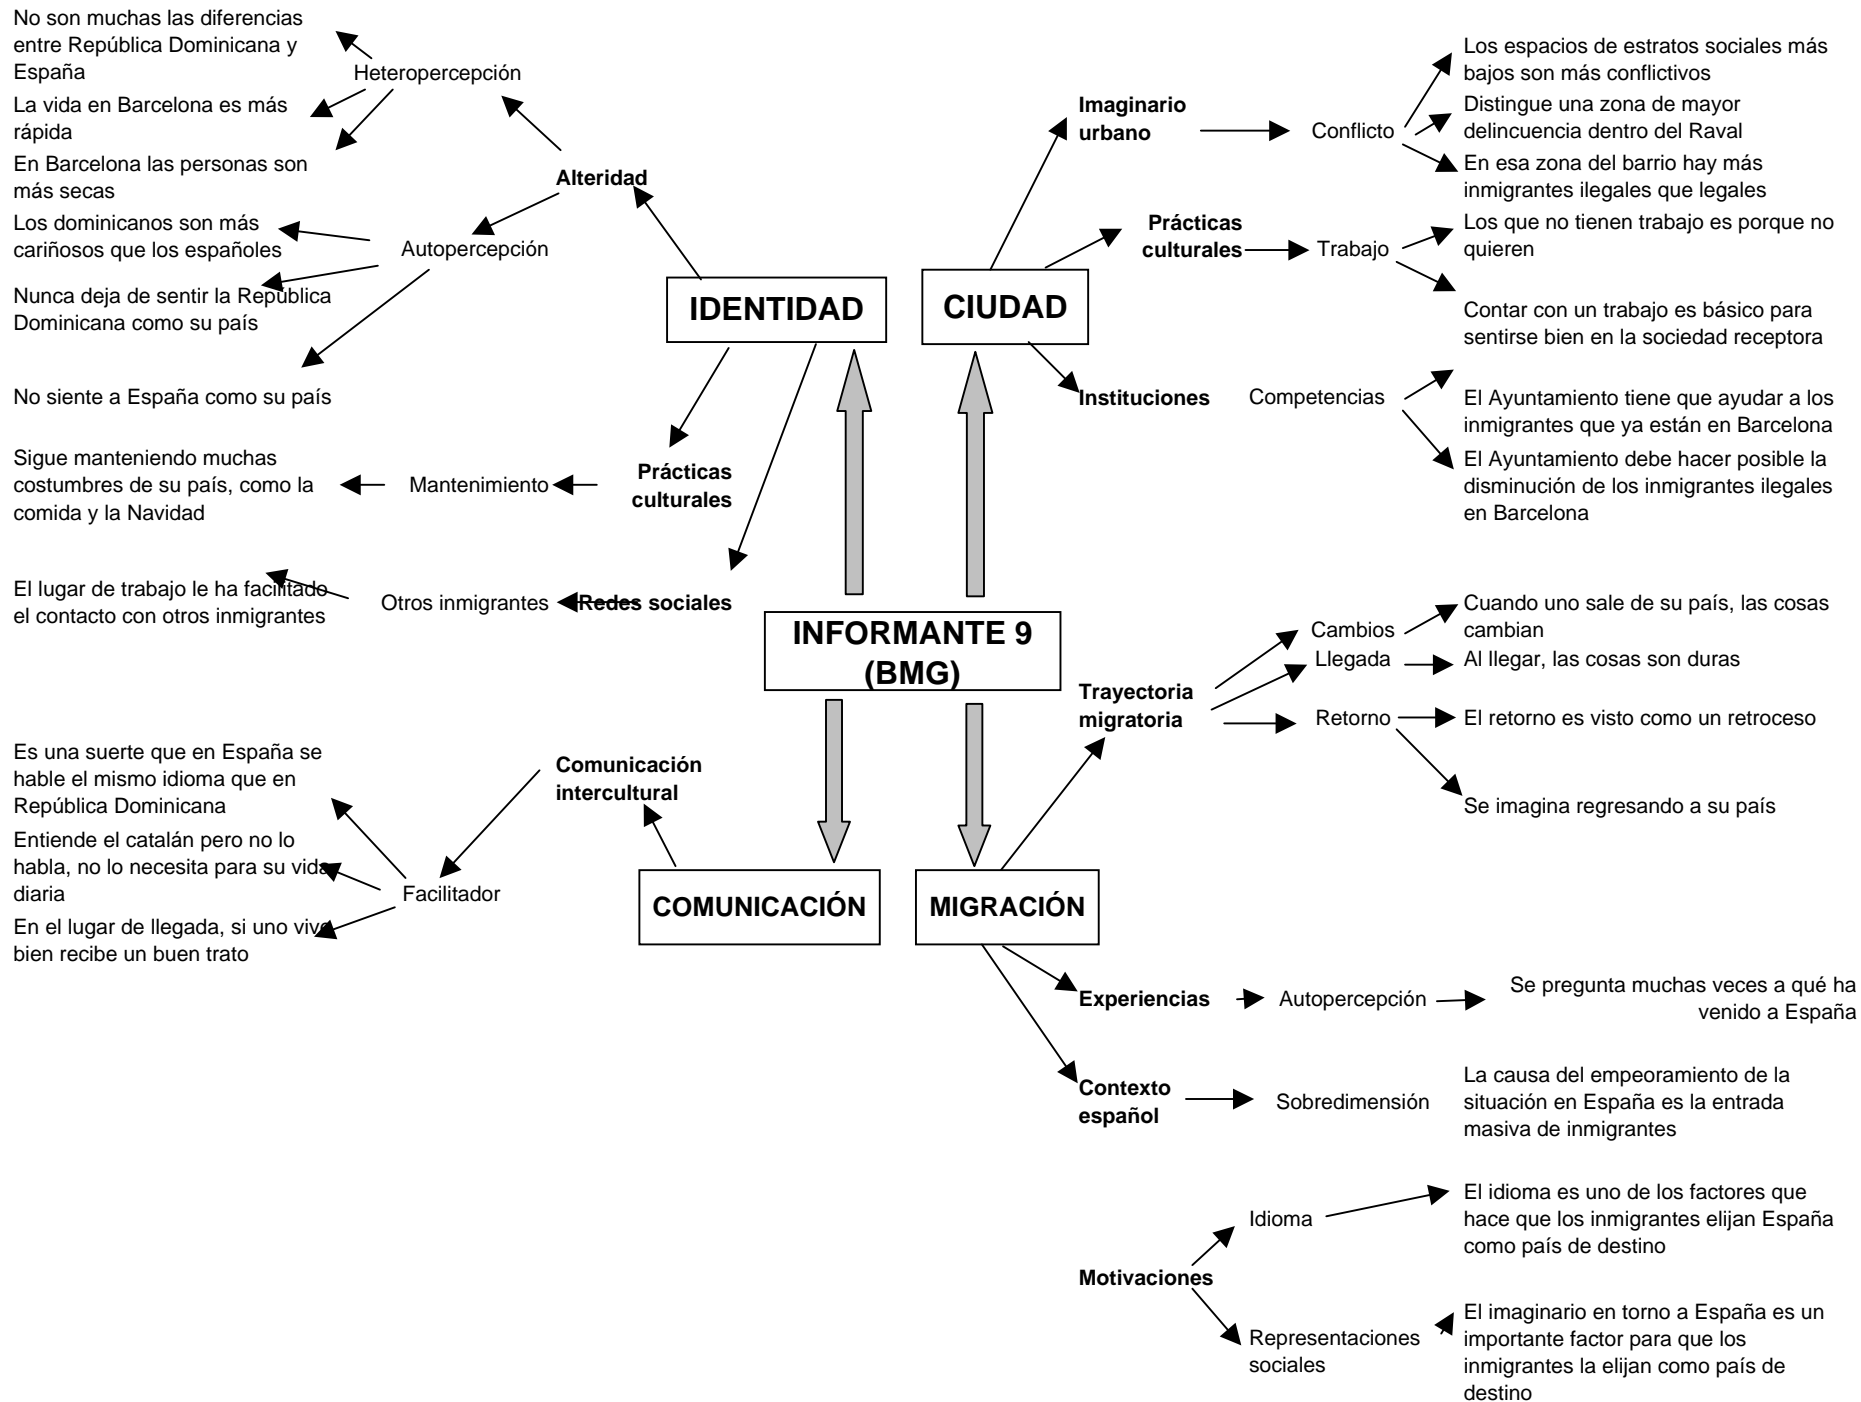 No son muchas las diferencias
entre República Dominicana y
España
Heteropercepción
La vida en Barcelona es más
rápida
En Barcelona las personas son
más secas
Alteridad
Los dominicanos son más
cariñosos que los españoles
Autopercepción
Nunca deja de sentir la República
Dominicana como su país
No siente a España como su país
IDENTIDAD
Sigue manteniendo muchas
costumbres de su país, como la
comida y la Navidad
Mantenimiento
Prácticas
culturales
El lugar de trabajo le ha facilitado
el contacto con otros inmigrantes
Otros inmigrantes
Redes sociales
CIUDAD
Imaginario
urbano
Conflicto
Los espacios de estratos sociales más
bajos son más conflictivos
Distingue una zona de mayor
delincuencia dentro del Raval
En esa zona del barrio hay más
inmigrantes ilegales que legales
Prácticas
culturales
Trabajo
Los que no tienen trabajo es porque no
quieren
Contar con un trabajo es básico para
sentirse bien en la sociedad receptora
Instituciones
Competencias
El Ayuntamiento tiene que ayudar a los
inmigrantes que ya están en Barcelona
El Ayuntamiento debe hacer posible la
disminución de los inmigrantes ilegales
en Barcelona
INFORMANTE 9
(BMG)
Es una suerte que en España se
hable el mismo idioma que en
República Dominicana
Entiende el catalán pero no lo
habla, no lo necesita para su vida
diaria
En el lugar de llegada, si uno vive
bien recibe un buen trato
Facilitador
Comunicación
intercultural
COMUNICACIÓN
MIGRACIÓN
Trayectoria
migratoria
Cambios
Cuando uno sale de su país, las cosas
cambian
Llegada
Al llegar, las cosas son duras
Retorno
El retorno es visto como un retroceso
Se imagina regresando a su país
Experiencias
Autopercepción
Se pregunta muchas veces a qué ha
venido a España
Contexto
español
Sobredimensión
La causa del empeoramiento de la
situación en España es la entrada
masiva de inmigrantes
Motivaciones
Idioma
El idioma es uno de los factores que
hace que los inmigrantes elijan España
como país de destino
Representaciones
sociales
El imaginario en torno a España es un
importante factor para que los
inmigrantes la elijan como país de
destino